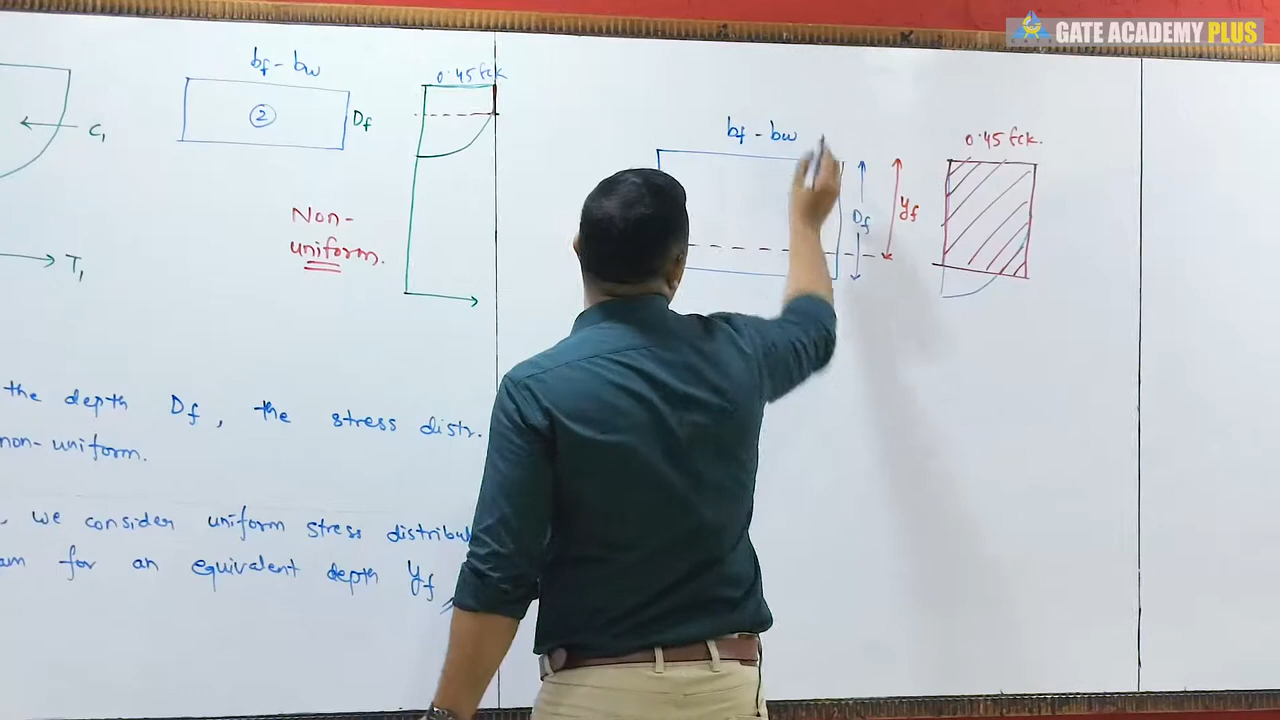 GATE ACADEMY PLUS
bf - bw
2
Df
C1
T1
Non-
uniform.
0.45 fck
bf - bw
Df
yf
0.45 fck.
the depth Df, the stress distr.
non-uniform.
we consider uniform stress
for an equivalent depth yf